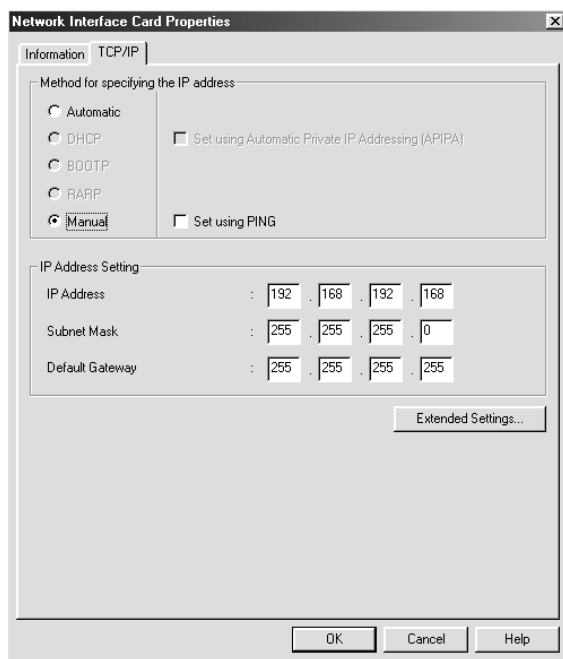 Network Interface Card Properties
Information TCP/IP
Method for specifying the IP address
Automatic
DHCP Set using Automatic Private IP Addressing (APIPA)
BOOTP
RARP
Manual Set using PING
IP Address Setting
IP Address : 192 . 168 . 192 . 168
Subnet Mask : 255 . 255 . 255 . 0
Default Gateway : 255 . 255 . 255 . 255
Extended Settings...
OK Cancel Help